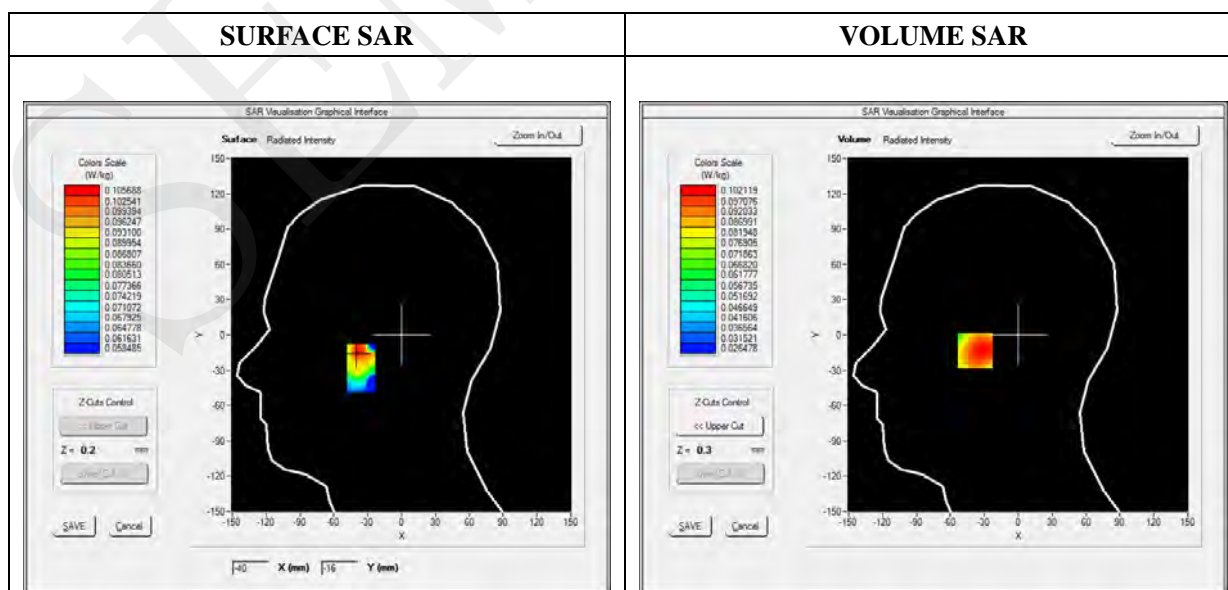 SURFACE SAR
VOLUME SAR
SAR Visualisation Graphical Interface
Surface Radiated Intensity
Zoom In/Out
Colors Scale
(W/kg)
0.105688
0.102541
0.099394
0.096247
0.093100
0.089954
0.086807
0.083660
0.080513
0.077366
0.074219
0.071072
0.067925
0.064778
0.061631
0.058485
Z-Cuts Control
<< Upper Cut
Z = 0.2 mm
SAVE Cancel
150
120
90
60
30
0
-30
-60
-90
-120
-150
Y
-150 -120 -90 -60 -30 0 30 60 90 120 150
X
-40 X (mm) -16 Y (mm)
SAR Visualisation Graphical Interface
Volume Radiated Intensity
Zoom In/Out
Colors Scale
(W/kg)
0.102119
0.097076
0.092033
0.086991
0.081948
0.076905
0.071863
0.066820
0.061777
0.056735
0.051692
0.046649
0.041606
0.036564
0.031521
0.026478
Z-Cuts Control
<< Upper Cut
Z = 0.3 mm
SAVE Cancel
150
120
90
60
30
0
-30
-60
-90
-120
-150
Y
-150 -120 -90 -60 -30 0 30 60 90 120 150
X